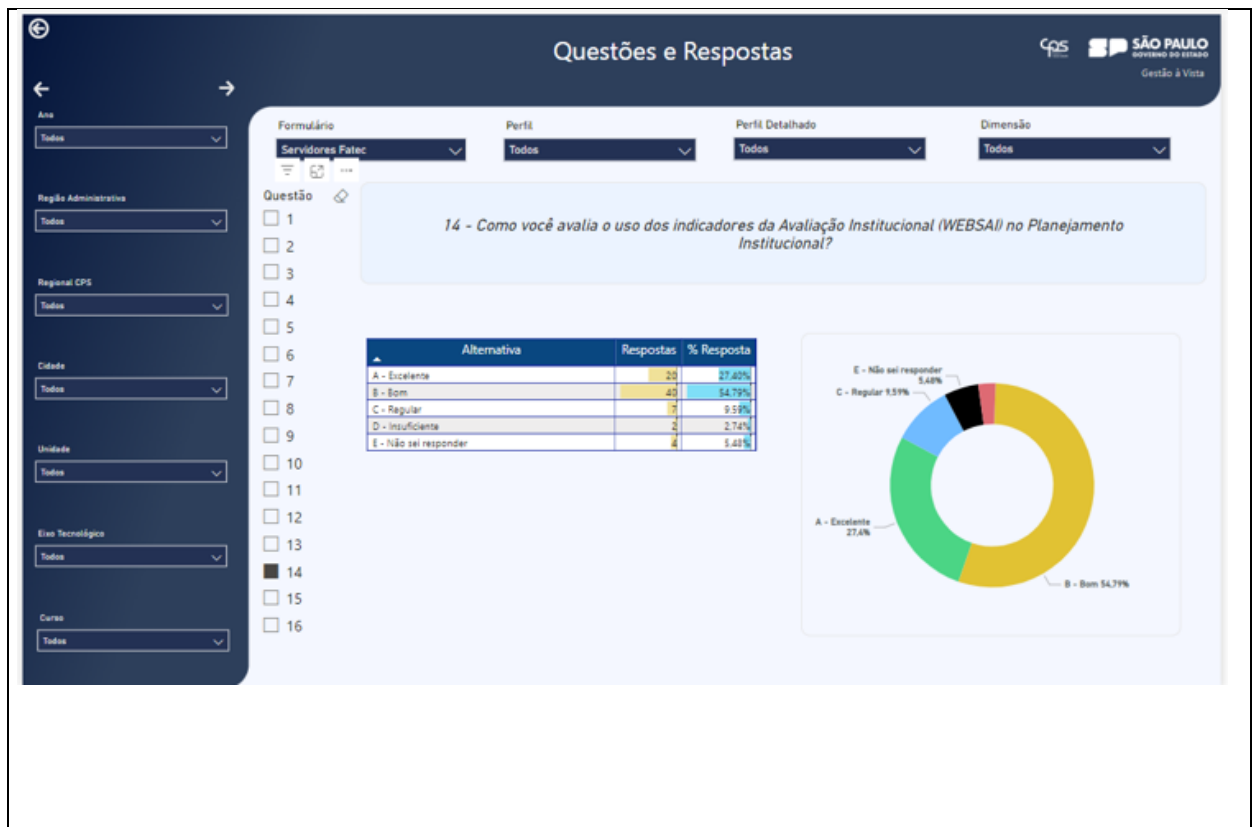 Questões e Respostas
cps
SP
SÃO PAULO
GOVERNO DO ESTADO
Gestão à Vista
Ano
Todos
Região Administrativa
Todos
Regional CPS
Todos
Cidade
Todos
Unidade
Todos
Eixo Tecnológico
Todos
Curso
Todos
Formulário
Servidores Fatec
Perfil
Todos
Perfil Detalhado
Todos
Dimensão
Todos
Questão
1
2
3
4
5
6
7
8
9
10
11
12
13
14
15
16
14 - Como você avalia o uso dos indicadores da Avaliação Institucional (WEBSAI) no Planejamento
Institucional?
Alternativa Respostas % Resposta
A - Excelente 20 27.40%
B - Bom 40 54.79%
C - Regular 7 9.59%
D - Insuficiente 2 2.74%
E - Não sei responder 4 5.48%
E - Não sei responder
5,48%
C - Regular 9,59%
A - Excelente
27,4%
B - Bom 54,79%